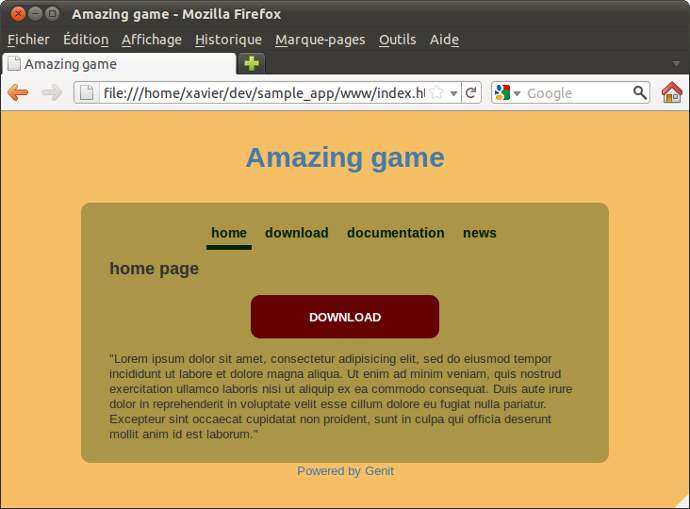 Amazing game - Mozilla Firefox
Fichier Édition Affichage Historique Marque-pages Outils Aide
Amazing game
file:///home/xavier/dev/sample_app/www/index.ht Google
Amazing game
home download documentation news
home page
DOWNLOAD
"Lorem ipsum dolor sit amet, consectetur adipisicing elit, sed do eiusmod tempor
incididunt ut labore et dolore magna aliqua. Ut enim ad minim veniam, quis nostrud
exercitation ullamco laboris nisi ut aliquip ex ea commodo consequat. Duis aute irure
dolor in reprehenderit in voluptate velit esse cillum dolore eu fugiat nulla pariatur.
Excepteur sint occaecat cupidatat non proident, sunt in culpa qui officia deserunt
mollit anim id est laborum."
Powered by Genit